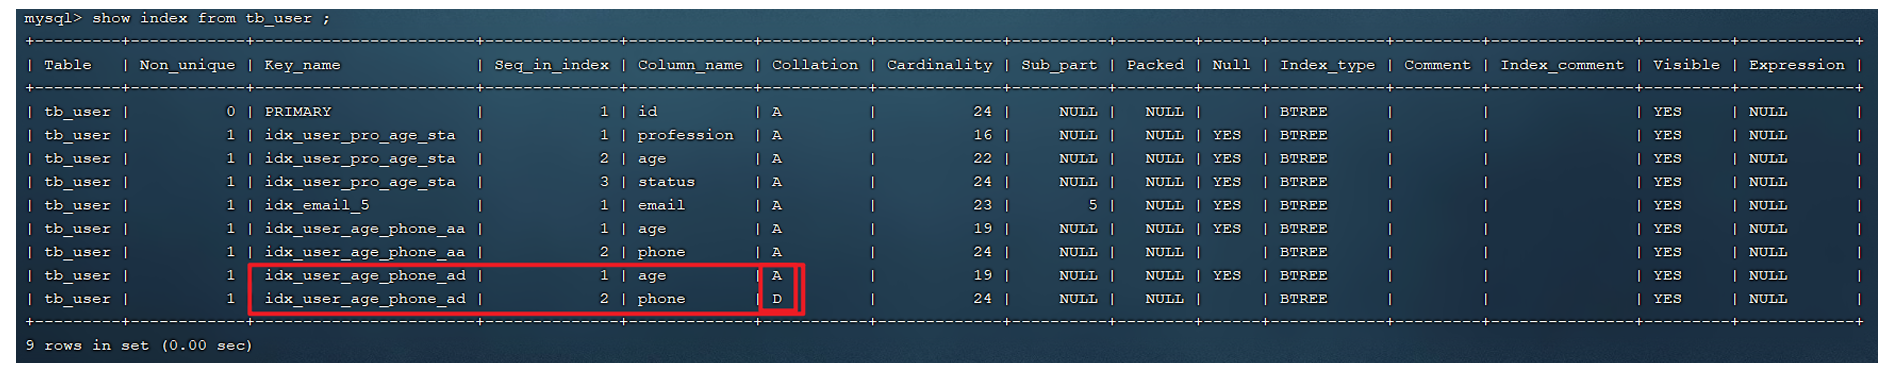 mysql> show index from tb_user ;
+---------+------------+-----------------------+--------------+-------------+-----------+-------------+----------+--------+------+------------+---------+---------------+---------+------------+
| Table   | Non_unique | Key_name              | Seq_in_index | Column_name | Collation | Cardinality | Sub_part | Packed | Null | Index_type | Comment | Index_comment | Visible | Expression |
+---------+------------+-----------------------+--------------+-------------+-----------+-------------+----------+--------+------+------------+---------+---------------+---------+------------+
| tb_user |          0 | PRIMARY               |            1 | id          | A         |          24 |     NULL |   NULL |      | BTREE      |         |               | YES     | NULL       |
| tb_user |          1 | idx_user_pro_age_sta  |            1 | profession  | A         |          16 |     NULL |   NULL | YES  | BTREE      |         |               | YES     | NULL       |
| tb_user |          1 | idx_user_pro_age_sta  |            2 | age         | A         |          22 |     NULL |   NULL | YES  | BTREE      |         |               | YES     | NULL       |
| tb_user |          1 | idx_user_pro_age_sta  |            3 | status      | A         |          24 |     NULL |   NULL | YES  | BTREE      |         |               | YES     | NULL       |
| tb_user |          1 | idx_email_5           |            1 | email       | A         |          23 |        5 |   NULL | YES  | BTREE      |         |               | YES     | NULL       |
| tb_user |          1 | idx_user_age_phone_aa |            1 | age         | A         |          19 |     NULL |   NULL | YES  | BTREE      |         |               | YES     | NULL       |
| tb_user |          1 | idx_user_age_phone_aa |            2 | phone       | A         |          24 |     NULL |   NULL |      | BTREE      |         |               | YES     | NULL       |
| tb_user |          1 | idx_user_age_phone_ad |            1 | age         | A         |          19 |     NULL |   NULL | YES  | BTREE      |         |               | YES     | NULL       |
| tb_user |          1 | idx_user_age_phone_ad |            2 | phone       | D         |          24 |     NULL |   NULL |      | BTREE      |         |               | YES     | NULL       |
+---------+------------+-----------------------+--------------+-------------+-----------+-------------+----------+--------+------+------------+---------+---------------+---------+------------+
9 rows in set (0.00 sec)